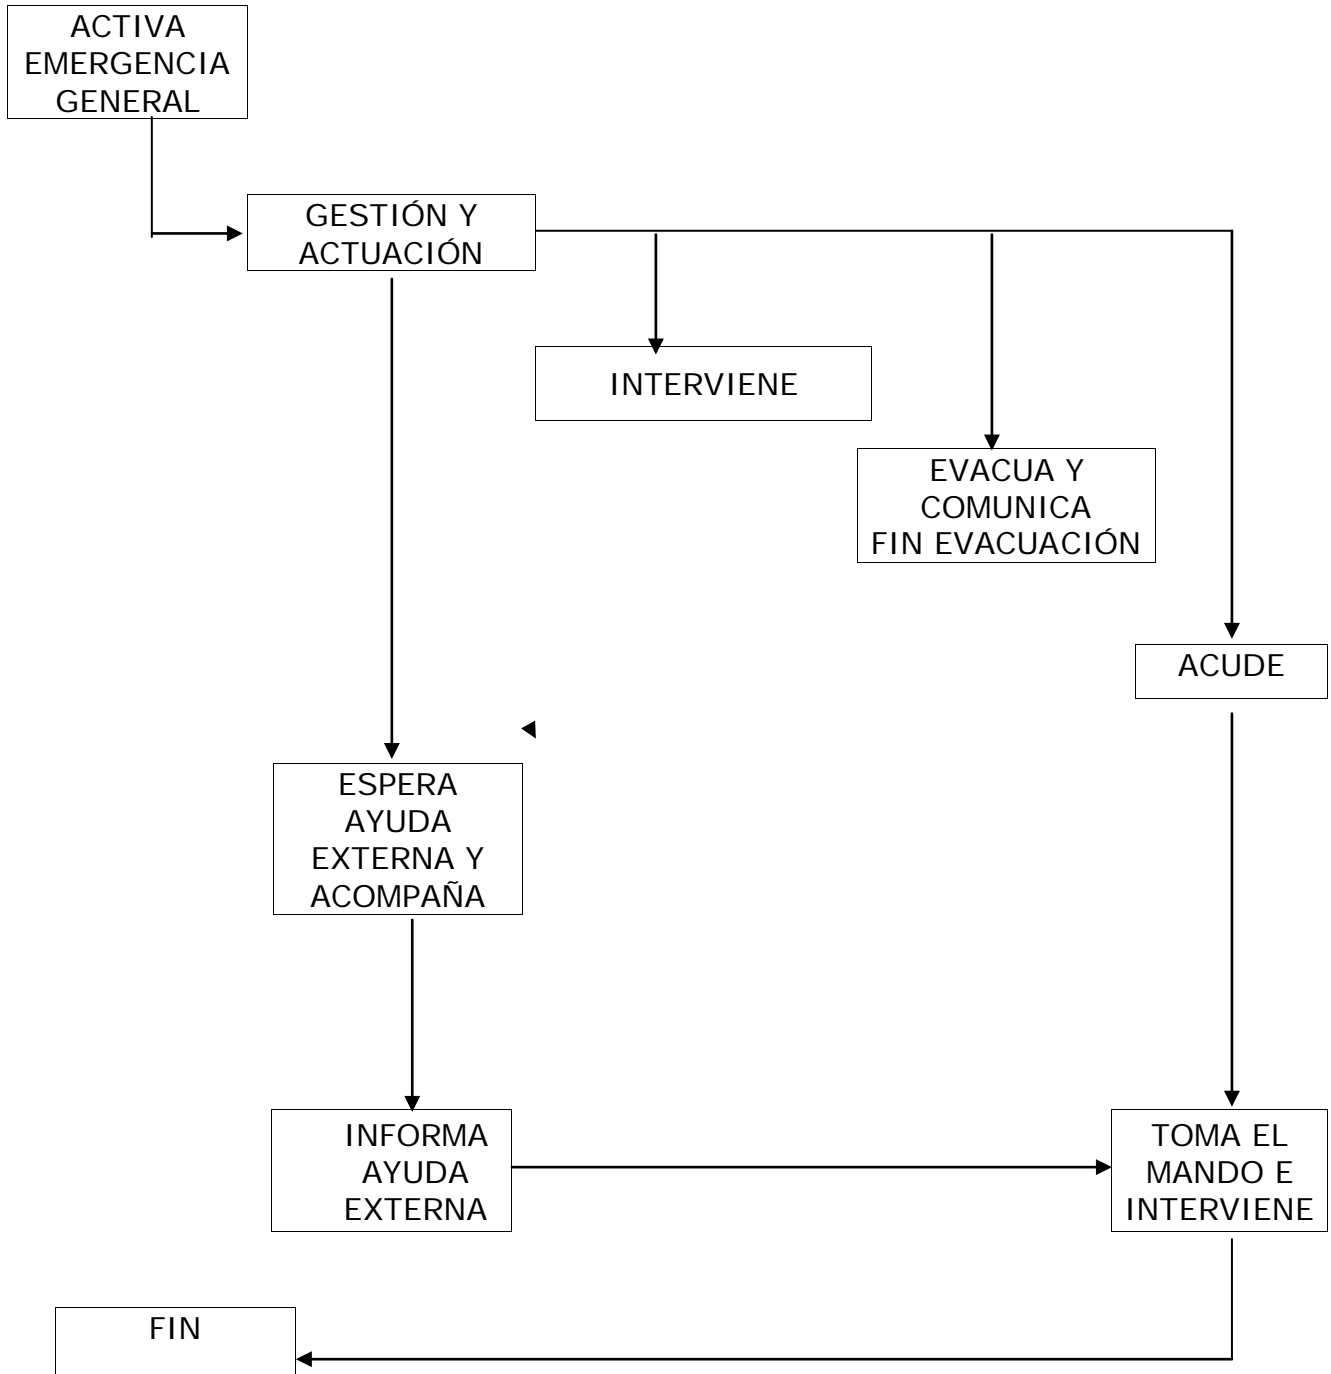 ACTIVA
EMERGENCIA
GENERAL
GESTIÓN Y
ACTUACIÓN
INTERVIENE
EVACUA Y
COMUNICA
FIN EVACUACIÓN
ACUDE
ESPERA
AYUDA
EXTERNA Y
ACOMPAÑA
INFORMA
AYUDA
EXTERNA
TOMA EL
MANDO E
INTERVIENE
FIN